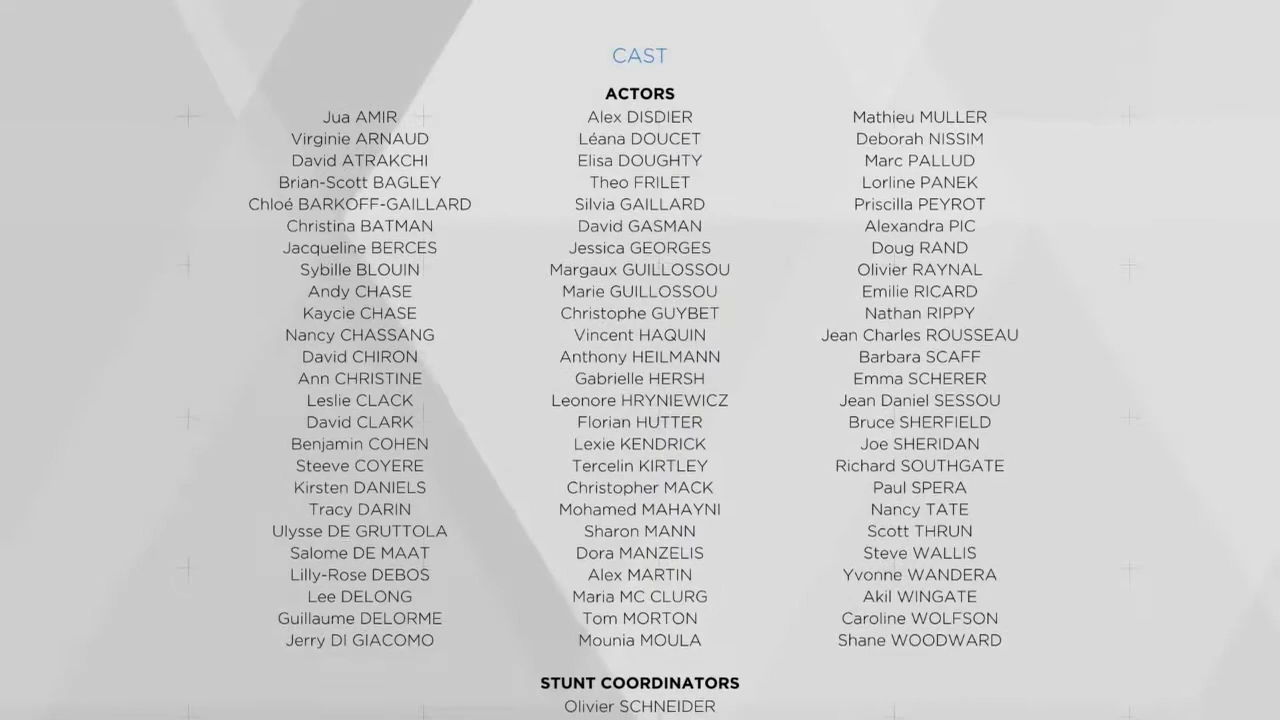 CAST
ACTORS
Jua AMIR
Virginie ARNAUD
David ATRAKCHI
Brian-Scott BAGLEY
Chloé BARKOFF-GAILLARD
Christina BATMAN
Jacqueline BERCES
Sybille BLOUIN
Andy CHASE
Kaycie CHASE
Nancy CHASSANG
David CHIRON
Ann CHRISTINE
Leslie CLACK
David CLARK
Benjamin COHEN
Steeve COYERE
Kirsten DANIELS
Tracy DARIN
Ulysse DE GRUTTOLA
Salome DE MAAT
Lilly-Rose DEBOS
Lee DELONG
Guillaume DELORME
Jerry DI GIACOMO
Alex DISDIER
Léana DOUCET
Elisa DOUGHTY
Theo FRILET
Silvia GAILLARD
David GASMAN
Jessica GEORGES
Margaux GUILLOSSOU
Marie GUILLOSSOU
Christophe GUYBET
Vincent HAQUIN
Anthony HEILMANN
Gabrielle HERSH
Leonore HRYNIEWICZ
Florian HUTTER
Lexie KENDRICK
Tercelin KIRTLEY
Christopher MACK
Mohamed MAHAYNI
Sharon MANN
Dora MANZELIS
Alex MARTIN
Maria MC CLURG
Tom MORTON
Mounia MOULA
Mathieu MULLER
Deborah NISSIM
Marc PALLUD
Lorline PANEK
Priscilla PEYROT
Alexandra PIC
Doug RAND
Olivier RAYNAL
Emilie RICARD
Nathan RIPPY
Jean Charles ROUSSEAU
Barbara SCAFF
Emma SCHERER
Jean Daniel SESSOU
Bruce SHERFIELD
Joe SHERIDAN
Richard SOUTHGATE
Paul SPERA
Nancy TATE
Scott THRUN
Steve WALLIS
Yvonne WANDERA
Akil WINGATE
Caroline WOLFSON
Shane WOODWARD
STUNT COORDINATORS
Olivier SCHNEIDER